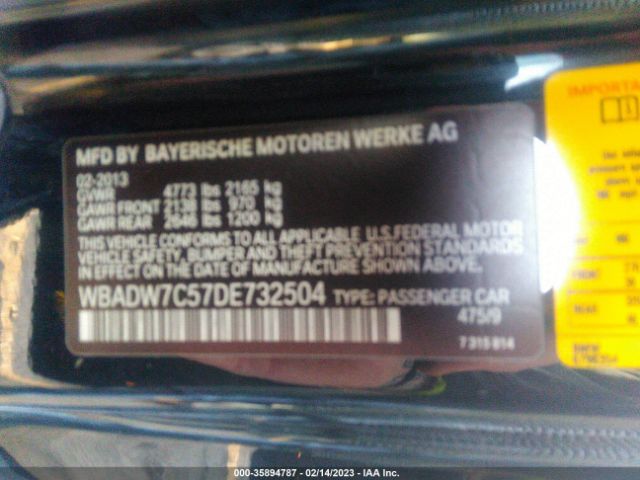 MFD BY BAYERISCHE MOTOREN WERKE AG
02-2013
GVWR 4773 lbs 2165 kg
GAWR FRONT 2138 lbs 970 kg
GAWR REAR 2646 lbs 1200 kg
THIS VEHICLE CONFORMS TO ALL APPLICABLE U.S.FEDERAL MOTOR
VEHICLE SAFETY, BUMPER AND THEFT PREVENTION STANDARDS
IN EFFECT ON THE DATE OF MANUFACTURE SHOWN ABOVE.
WBADW7C57DE732504 TYPE: PASSENGER CAR
475/9
7 315 814
IMPORTA
000-35894787 - 02/14/2023 - IAA Inc.